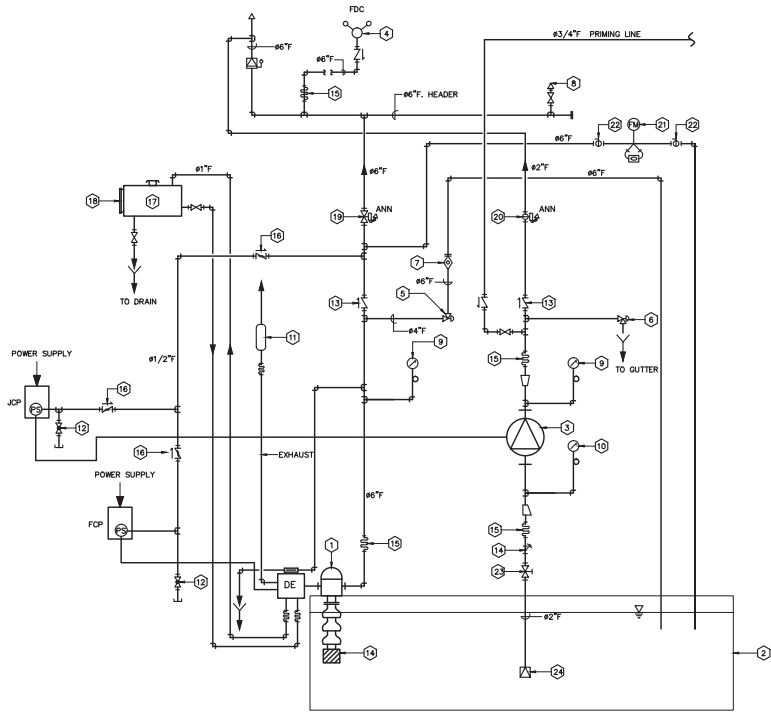 FDC
4
ø3/4"F PRIMING LINE
ø6"F
ø6"F
15
ø6"F. HEADER
8
22
FM
21
22
ø6"F
ø1"F
ø6"F
ø2"F
ø6"F
18
17
19
ANN
20
ANN
16
7
ø6"F
TO DRAIN
5
13
13
6
11
ø4"F
9
15
9
TO GUTTER
POWER SUPPLY
ø1/2"F
16
JCP
PS
12
3
10
16
EXHAUST
POWER SUPPLY
ø6"F
FCP
PS
15
1
15
14
23
12
DE
ø2"F
14
2
24